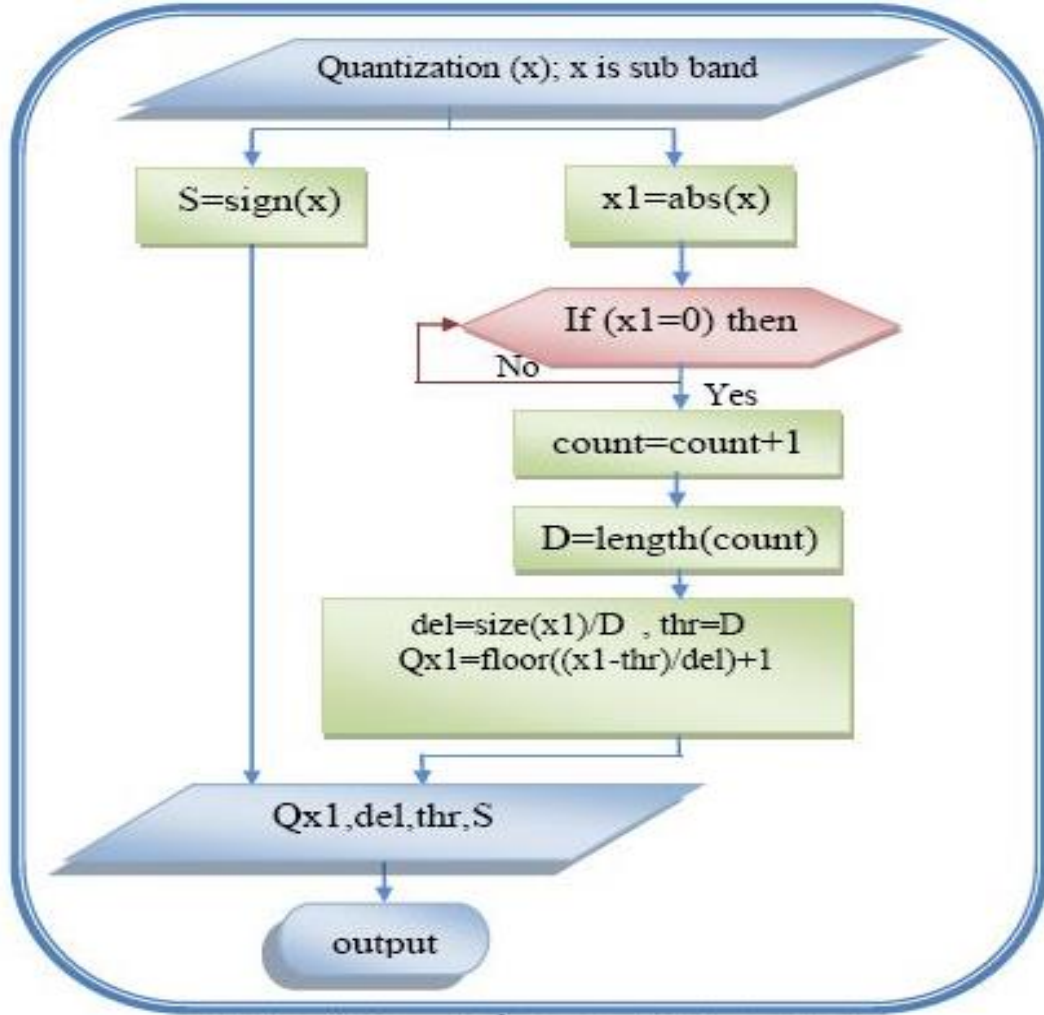 Quantization (x); x is sub band
S=sign(x)
x1=abs(x)
If (x1=0) then
No
Yes
count=count+1
D=length(count)
del=size(x1)/D , thr=D
Qx1=floor((x1-thr)/del)+1
Qx1,del,thr,S
output